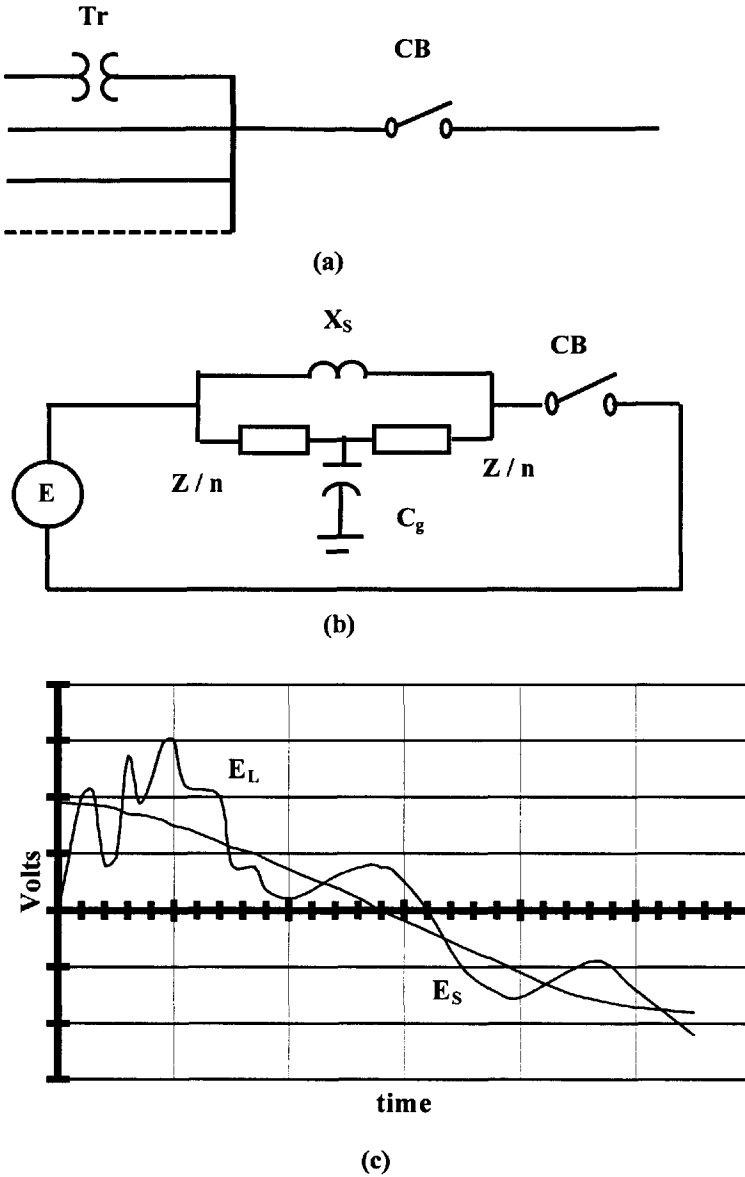 Tr
CB
(a)
X_S
CB
Z / n
Z / n
E
C_g
(b)
E_L
Volts
E_S
time
(c)